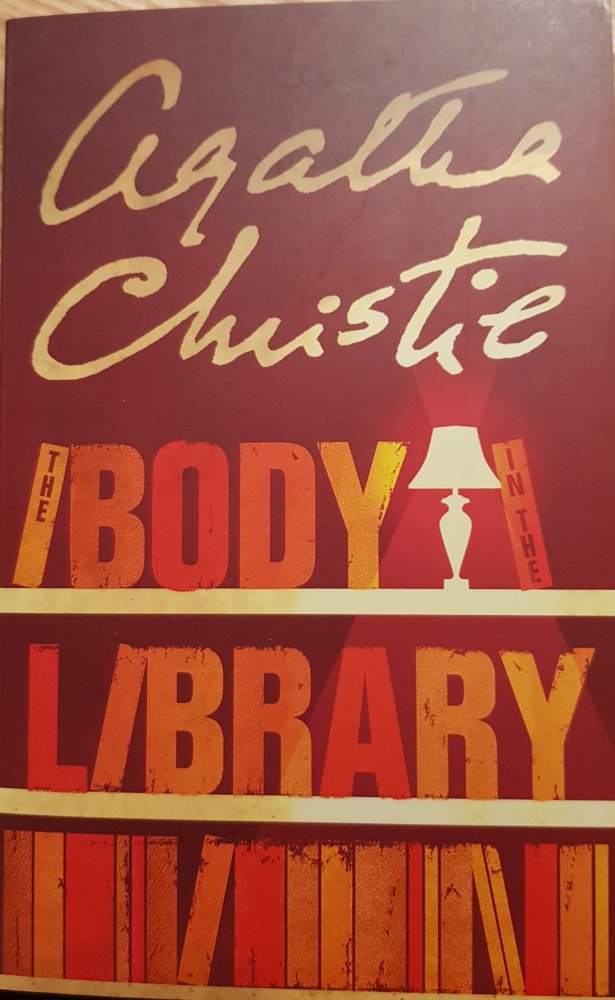 Agatha
Christie
THE BODY IN THE
LIBRARY